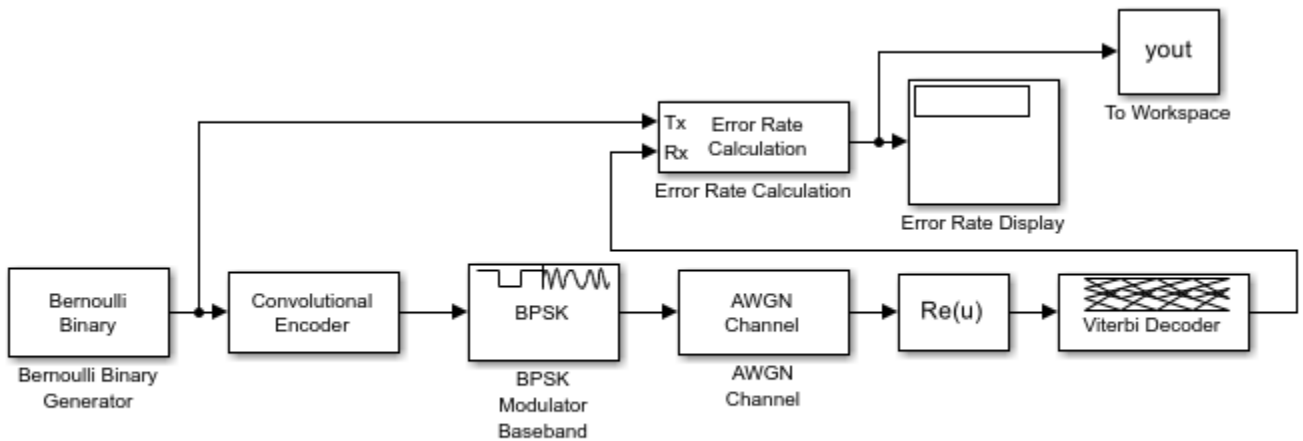 yout
To Workspace
Tx
Rx
Error Rate
Calculation
Error Rate Calculation
Error Rate Display
Bernoulli
Binary
Bernoulli Binary
Generator
Convolutional
Encoder
BPSK
BPSK
Modulator
Baseband
AWGN
Channel
AWGN
Channel
Re(u)
Viterbi Decoder